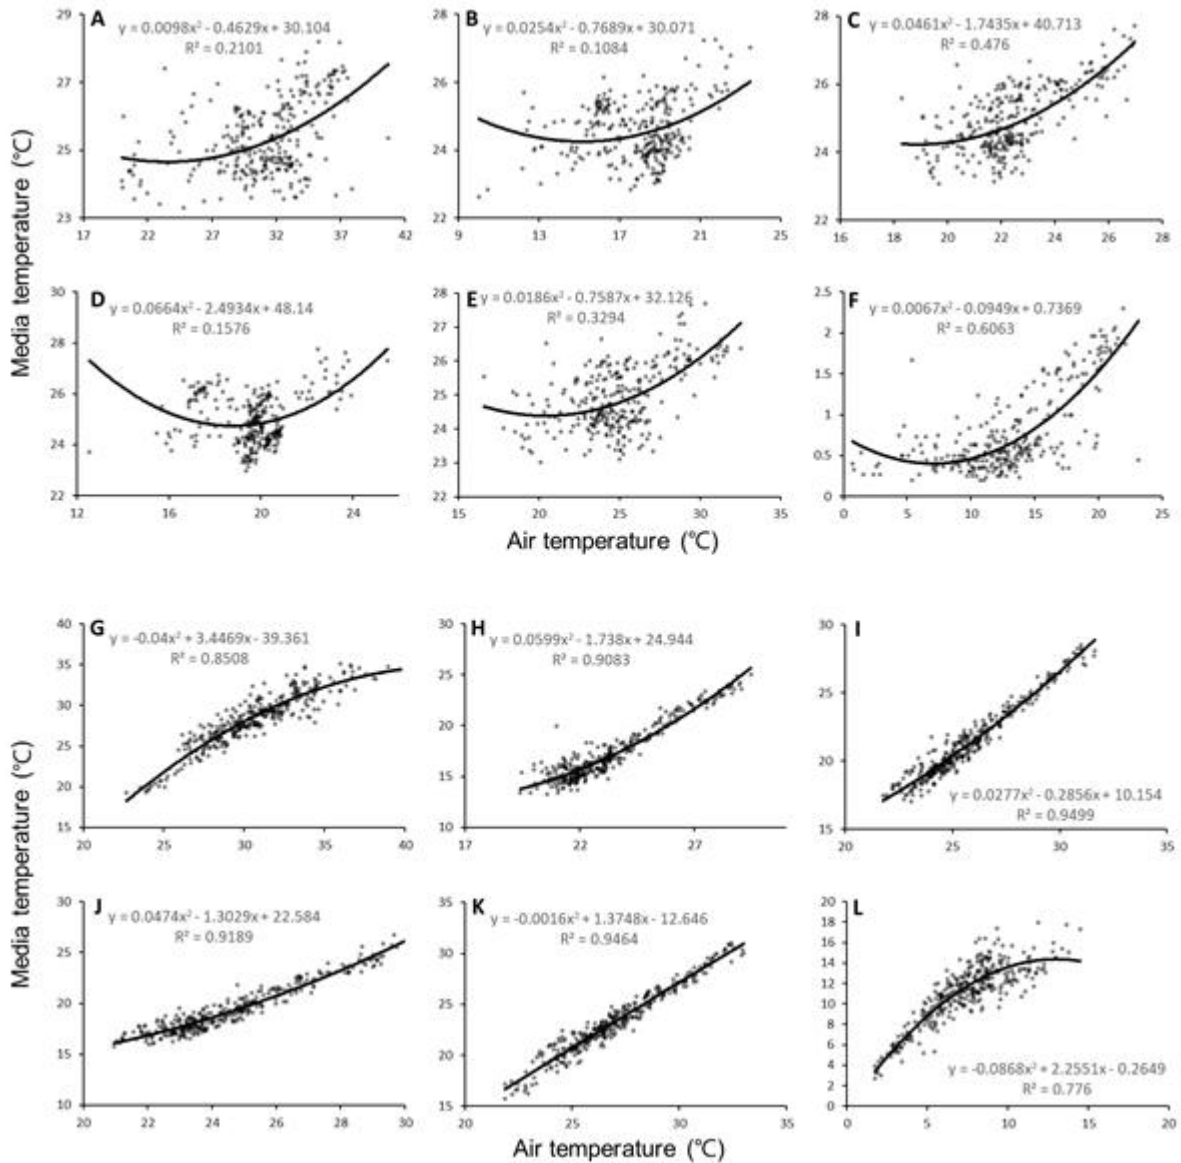 A
y = 0.0098x² - 0.4629x + 30.104
R² = 0.2101
29
27
25
23
17 22 27 32 37 42
B
y = 0.0254x² - 0.7689x + 30.071
R² = 0.1084
28
26
24
22
9 13 17 21 25
C
y = 0.0461x² - 1.7435x + 40.713
R² = 0.476
28
26
24
22
16 18 20 22 24 26 28
Media temperature (℃)
D
y = 0.0664x² - 2.4934x + 48.14
R² = 0.1576
30
28
26
24
22
12 16 20 24
E
y = 0.0186x² - 0.7587x + 32.126
R² = 0.3294
28
27
26
25
24
23
22
15 20 25 30 35
F
y = 0.0067x² - 0.0949x + 0.7369
R² = 0.6063
2.5
2
1.5
1
0.5
0
0 5 10 15 20 25
Air temperature (℃)
G
y = -0.04x² + 3.4469x - 39.361
R² = 0.8508
40
35
30
25
20
15
20 25 30 35 40
H
y = 0.0599x² - 1.738x + 24.944
R² = 0.9083
30
25
20
15
10
17 22 27
I
30
25
20
15
y = 0.0277x² - 0.2856x + 10.154
R² = 0.9499
20 25 30 35
Media temperature (℃)
J
y = 0.0474x² - 1.3029x + 22.584
R² = 0.9189
30
25
20
15
10
20 22 24 26 28 30
K
y = -0.0016x² + 1.3748x - 12.646
R² = 0.9464
35
30
25
20
15
20 25 30 35
L
20
18
16
14
12
10
8
6
4
2
0
y = -0.0868x² + 2.2551x - 0.2649
R² = 0.776
0 5 10 15 20
Air temperature (℃)